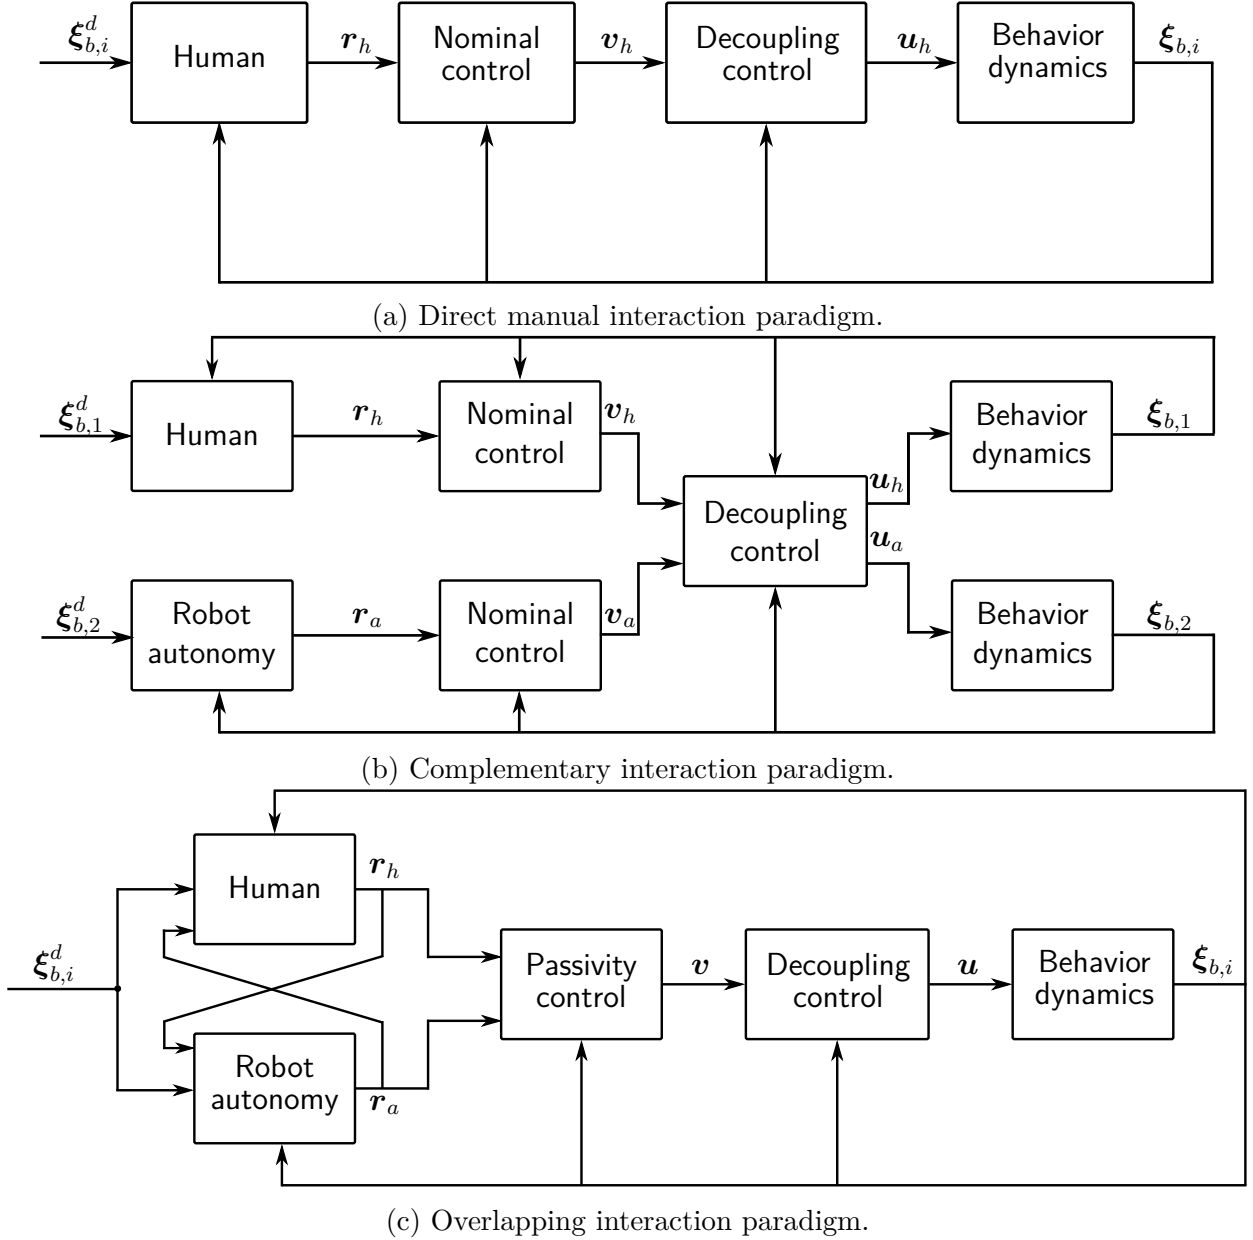 ξ^d_{b,i}
Human
r_h
Nominal
control
v_h
Decoupling
control
u_h
Behavior
dynamics
ξ_{b,i}
(a) Direct manual interaction paradigm.
ξ^d_{b,1}
Human
r_h
Nominal
control
v_h
Decoupling
control
u_h
u_a
Behavior
dynamics
ξ_{b,1}
ξ^d_{b,2}
Robot
autonomy
r_a
Nominal
control
v_a
Behavior
dynamics
ξ_{b,2}
(b) Complementary interaction paradigm.
ξ^d_{b,i}
Human
r_h
Robot
autonomy
r_a
Passivity
control
v
Decoupling
control
u
Behavior
dynamics
ξ_{b,i}
(c) Overlapping interaction paradigm.